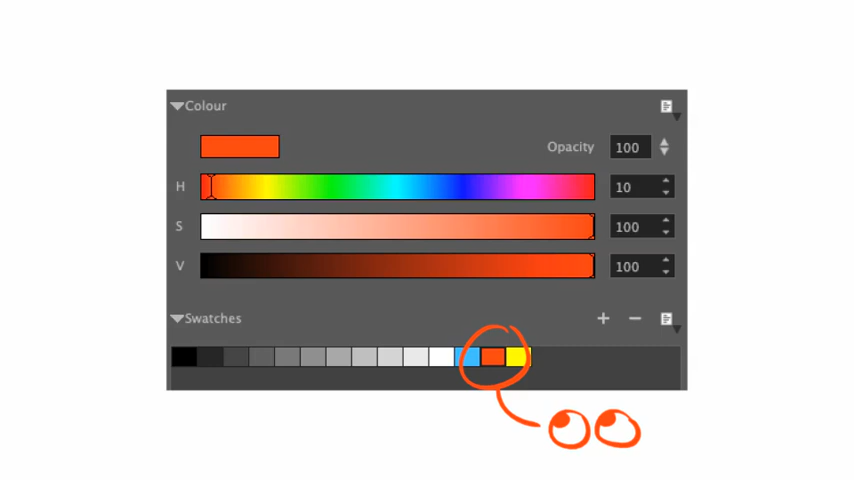 Colour
Opacity 100
H 10
S 100
V 100
Swatches + −